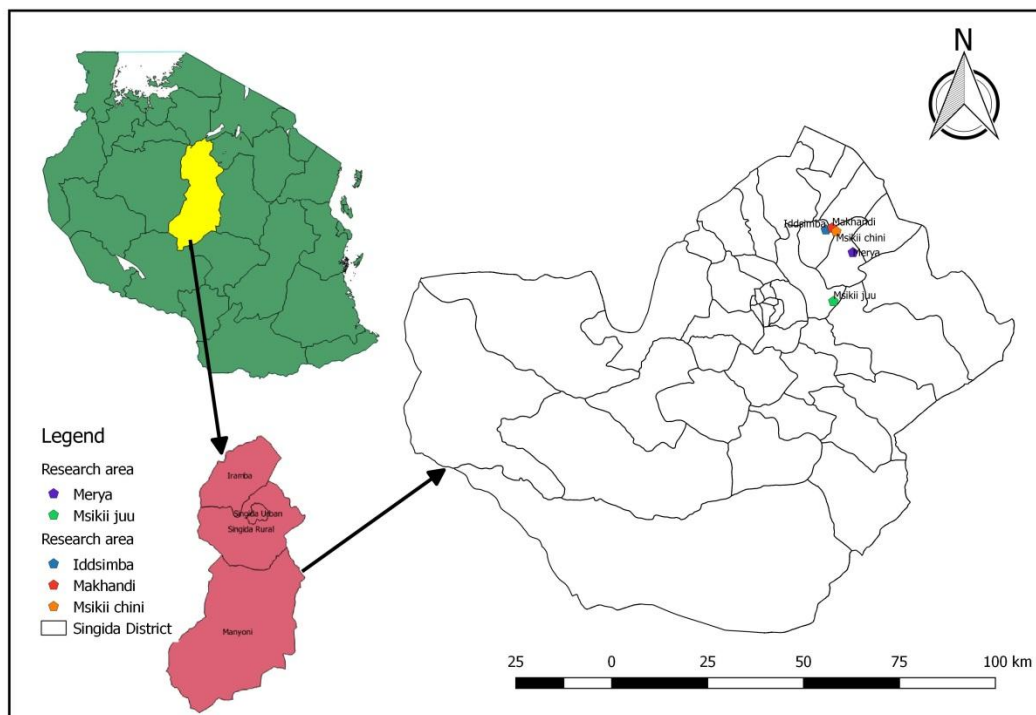 N
Iddsimba
Makhandi
Msikii chini
Merya
Msikii juu
Legend
Research area
Merya
Msikii juu
Research area
Iddsimba
Makhandi
Msikii chini
Singida District
Iramba
Singida Urban
Singida Rural
Manyoni
25 0 25 50 75 100 km